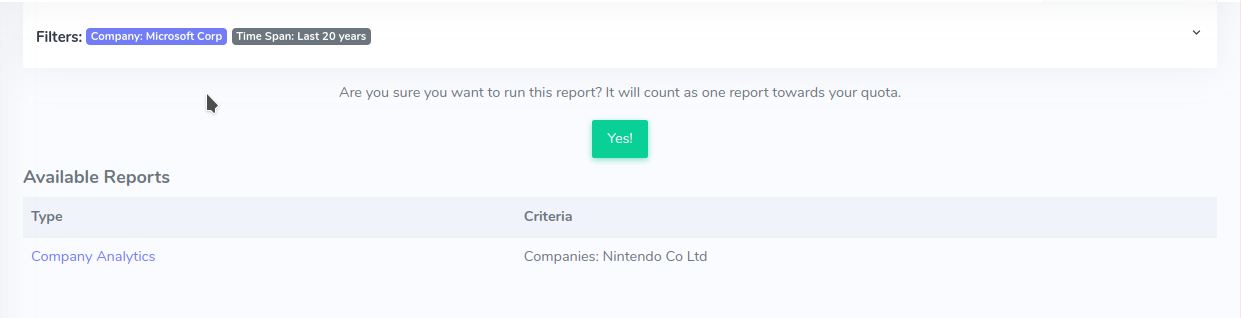 Filters: Company: Microsoft Corp Time Span: Last 20 years
Are you sure you want to run this report? It will count as one report towards your quota.
Yes!
Available Reports
Type Criteria
Company Analytics Companies: Nintendo Co Ltd